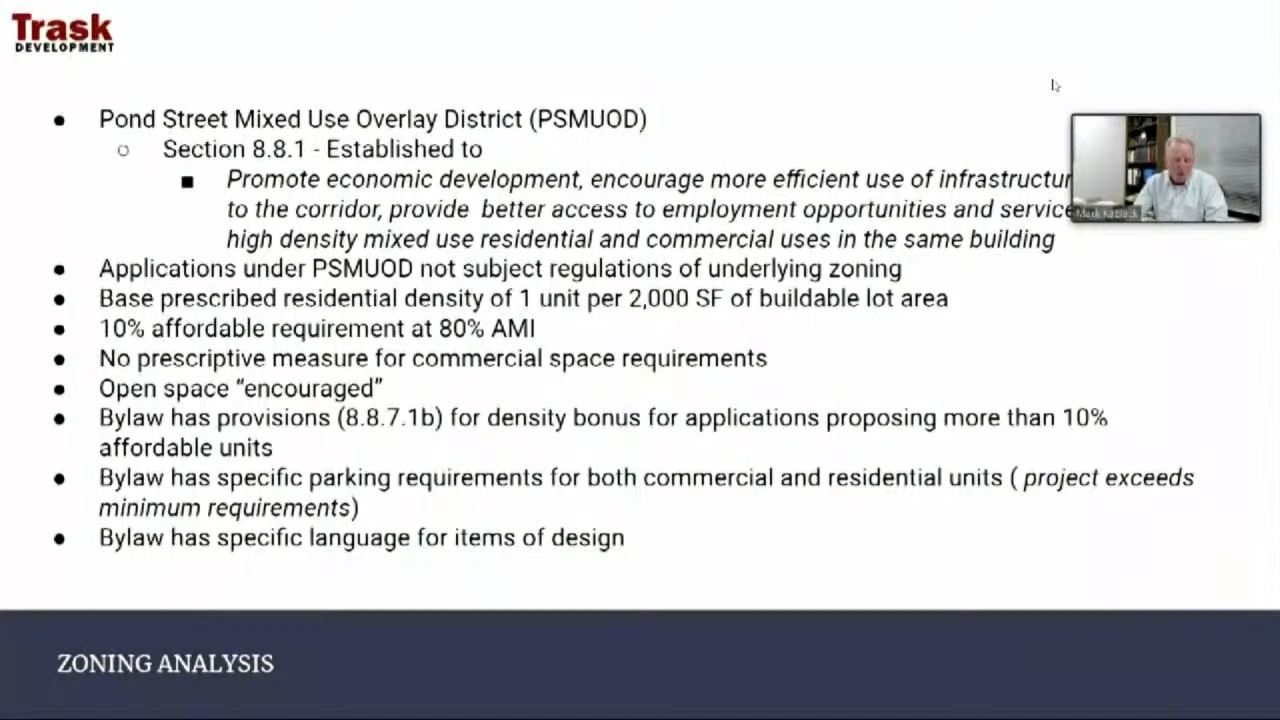 Trask
DEVELOPMENT
● Pond Street Mixed Use Overlay District (PSMUOD)
○ Section 8.8.1 - Established to
■ Promote economic development, encourage more efficient use of infrastructur
to the corridor, provide better access to employment opportunities and service
high density mixed use residential and commercial uses in the same building
● Applications under PSMUOD not subject regulations of underlying zoning
● Base prescribed residential density of 1 unit per 2,000 SF of buildable lot area
● 10% affordable requirement at 80% AMI
● No prescriptive measure for commercial space requirements
● Open space “encouraged”
● Bylaw has provisions (8.8.7.1b) for density bonus for applications proposing more than 10%
affordable units
● Bylaw has specific parking requirements for both commercial and residential units ( project exceeds
minimum requirements)
● Bylaw has specific language for items of design
Mark Kablack
ZONING ANALYSIS